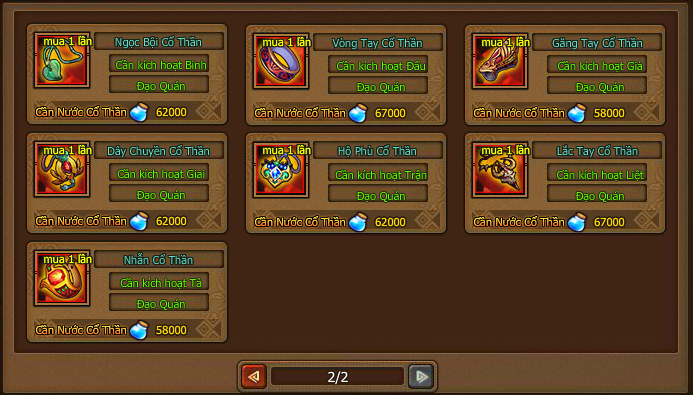 mua 1 lần
Ngọc Bội Cổ Thần
Cần kích hoạt Binh
Đạo Quán
Cần Nước Cổ Thần 62000
mua 1 lần
Vòng Tay Cổ Thần
Cần kích hoạt Đấu
Đạo Quán
Cần Nước Cổ Thần 67000
mua 1 lần
Găng Tay Cổ Thần
Cần kích hoạt Giả
Đạo Quán
Cần Nước Cổ Thần 58000
mua 1 lần
Dây Chuyền Cổ Thần
Cần kích hoạt Giai
Đạo Quán
Cần Nước Cổ Thần 62000
mua 1 lần
Hộ Phù Cổ Thần
Cần kích hoạt Trận
Đạo Quán
Cần Nước Cổ Thần 62000
mua 1 lần
Lắc Tay Cổ Thần
Cần kích hoạt Liệt
Đạo Quán
Cần Nước Cổ Thần 67000
mua 1 lần
Nhẫn Cổ Thần
Cần kích hoạt Tả
Đạo Quán
Cần Nước Cổ Thần 58000
2/2